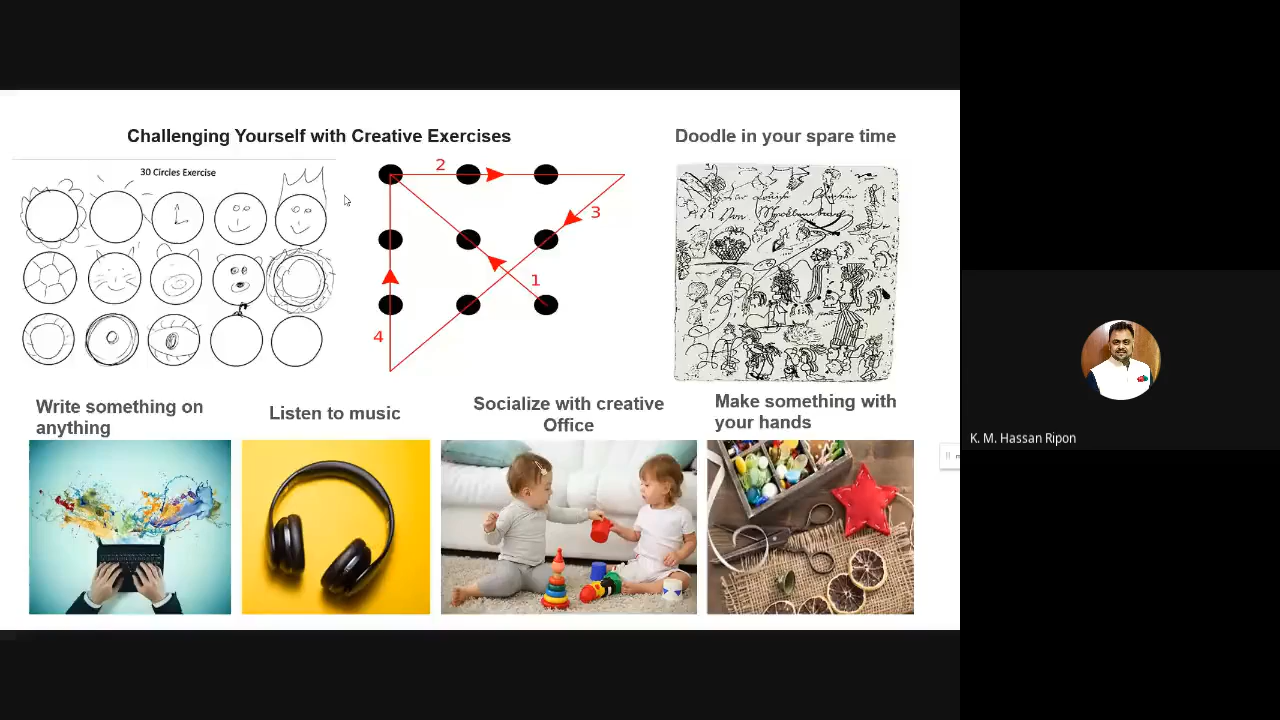 Challenging Yourself with Creative Exercises
Doodle in your spare time
30 Circles Exercise
2
3
1
4
Write something on
anything
Listen to music
Socialize with creative
Office
Make something with
your hands
K. M. Hassan Ripon